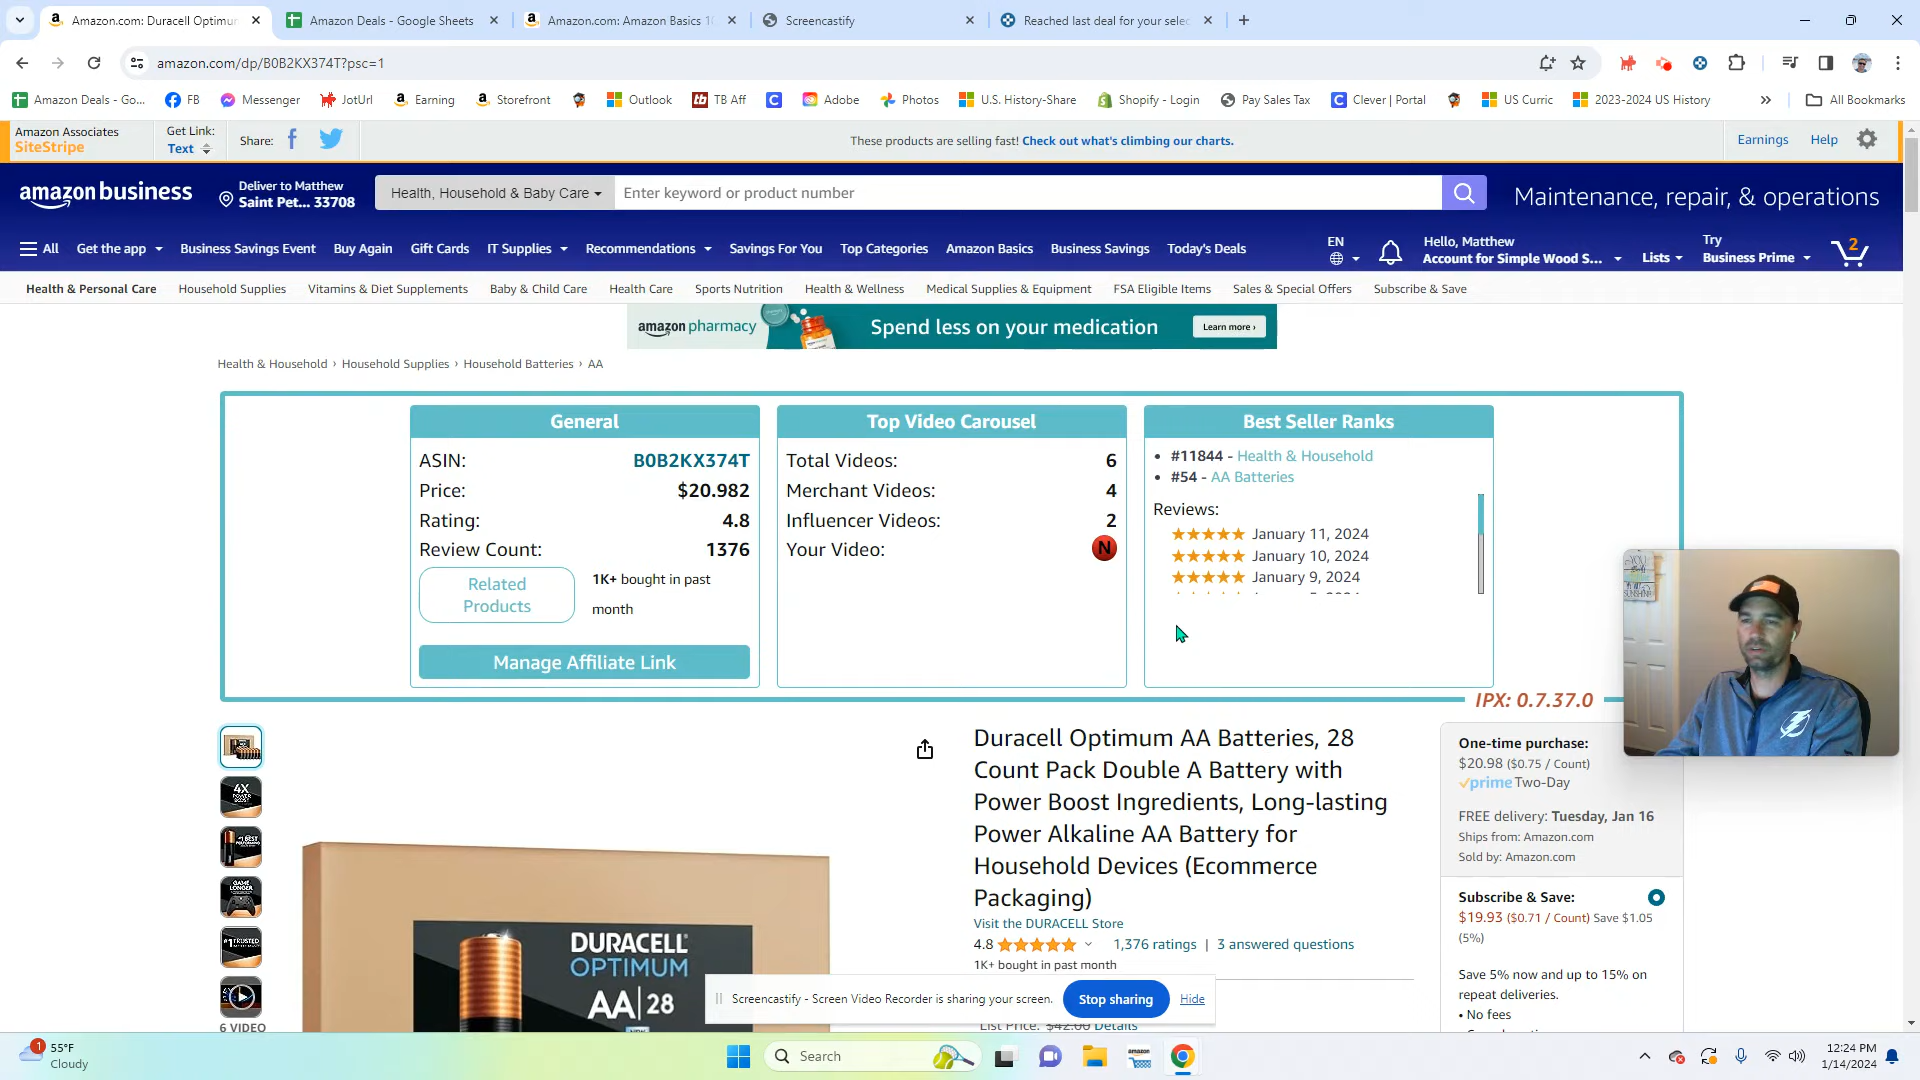 Amazon.com: Duracell Optimu
Amazon Deals - Google Sheets
Amazon.com: Amazon Basics 1
Screencastify
Reached last deal for your selec
amazon.com/dp/B0B2KX374T?psc=1
Amazon Deals - Go...
FB
Messenger
JotUrl
Earning
Storefront
Outlook
TB Aff
Adobe
Photos
U.S. History-Share
Shopify - Login
Pay Sales Tax
Clever | Portal
US Curric
2023-2024 US History
All Bookmarks
Amazon Associates
SiteStripe
Get Link:
Text
Share:
These products are selling fast! Check out what's climbing our charts.
Earnings
Help
amazon business
Deliver to Matthew
Saint Pet... 33708
Health, Household & Baby Care
Enter keyword or product number
Maintenance, repair, & operations
All
Get the app
Business Savings Event
Buy Again
Gift Cards
IT Supplies
Recommendations
Savings For You
Top Categories
Amazon Basics
Business Savings
Today's Deals
EN
Hello, Matthew
Account for Simple Wood S...
Lists
Try
Business Prime
2
Health & Personal Care
Household Supplies
Vitamins & Diet Supplements
Baby & Child Care
Health Care
Sports Nutrition
Health & Wellness
Medical Supplies & Equipment
FSA Eligible Items
Sales & Special Offers
Subscribe & Save
amazon pharmacy
Spend less on your medication
Learn more ›
Health & Household › Household Supplies › Household Batteries › AA
General
ASIN: B0B2KX374T
Price: $20.982
Rating: 4.8
Review Count: 1376
Related
Products
1K+ bought in past
month
Manage Affiliate Link
Top Video Carousel
Total Videos: 6
Merchant Videos: 4
Influencer Videos: 2
Your Video: N
Best Seller Ranks
#11844 - Health & Household
#54 - AA Batteries
Reviews:
January 11, 2024
January 10, 2024
January 9, 2024
IPX: 0.7.37.0
4X
POWER
BOOST
#1 BEST
GAME
LONGER
#1 TRUSTED
6 VIDEO
DURACELL
OPTIMUM
AA|28
Duracell Optimum AA Batteries, 28
Count Pack Double A Battery with
Power Boost Ingredients, Long-lasting
Power Alkaline AA Battery for
Household Devices (Ecommerce
Packaging)
Visit the DURACELL Store
4.8
1,376 ratings | 3 answered questions
1K+ bought in past month
List Price: $42.00 Details
One-time purchase:
$20.98 ($0.75 / Count)
prime Two-Day
FREE delivery: Tuesday, Jan 16
Ships from: Amazon.com
Sold by: Amazon.com
Subscribe & Save:
$19.93 ($0.71 / Count) Save $1.05
(5%)
Save 5% now and up to 15% on
repeat deliveries.
• No fees
Screencastify - Screen Video Recorder is sharing your screen.
Stop sharing
Hide
1
55°F
Cloudy
Search
12:24 PM
1/14/2024